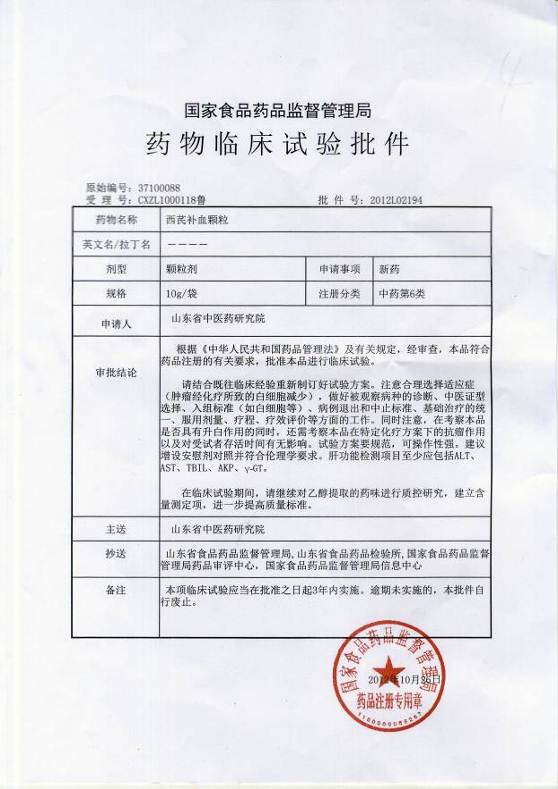 国家食品药品监督管理局
药物临床试验批件
原始编号：37100088
受 理 号：CXZL1000118鲁 批 件 号：2012L02194
药物名称 西芪补血颗粒
英文名/拉丁名 －－－－
剂型 颗粒剂 申请事项 新药
规格 10g/袋 注册分类 中药第6类
申请人 山东省中医药研究院
审批结论
根据《中华人民共和国药品管理法》及有关规定，经审查，本品符合
药品注册的有关要求，批准本品进行临床试验。
请结合既往临床经验重新制订好试验方案。注意合理选择适应症
（肿瘤经化疗所致的白细胞减少），做好被观察病种的诊断、中医证型
选择、入组标准（如白细胞等）、病例退出和中止标准、基础治疗的统
一、服用剂量、疗程、疗效评价等方面的工作。同时注意，在考察本品
是否具有升白作用的同时，还需考察本品在特定化疗方案下的抗瘤作用
以及对受试者存活时间有无影响。试验方案要规范，可操作性强。建议
增设安慰剂对照并符合伦理学要求。肝功能检测项目至少应包括ALT、
AST、TBIL、AKP、γ-GT。
在临床试验期间，请继续对乙醇提取的药味进行质控研究，建立含
量测定项，进一步提高质量标准。
主送 山东省中医药研究院
抄送 山东省食品药品监督管理局,山东省食品药品检验所,国家食品药品监督
管理局药品审评中心，国家食品药品监督管理局信息中心
备注 本项临床试验应当在批准之日起3年内实施。逾期未实施的，本批件自
行废止。
国家食品药品监督管理局
2012年10月26日
药品注册专用章